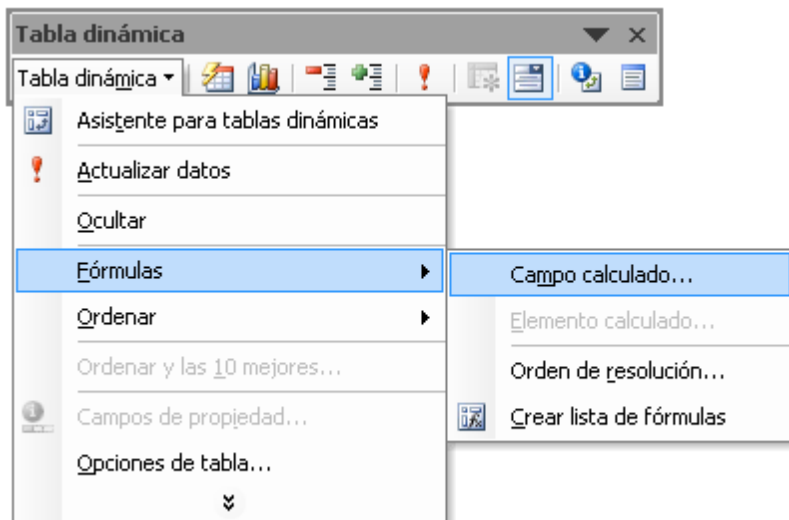 Tabla dinámica
Tabla dinámica
Asistente para tablas dinámicas
Actualizar datos
Ocultar
Fórmulas
Campo calculado...
Ordenar
Elemento calculado...
Ordenar y las 10 mejores...
Orden de resolución...
Campos de propiedad...
Crear lista de fórmulas
Opciones de tabla...